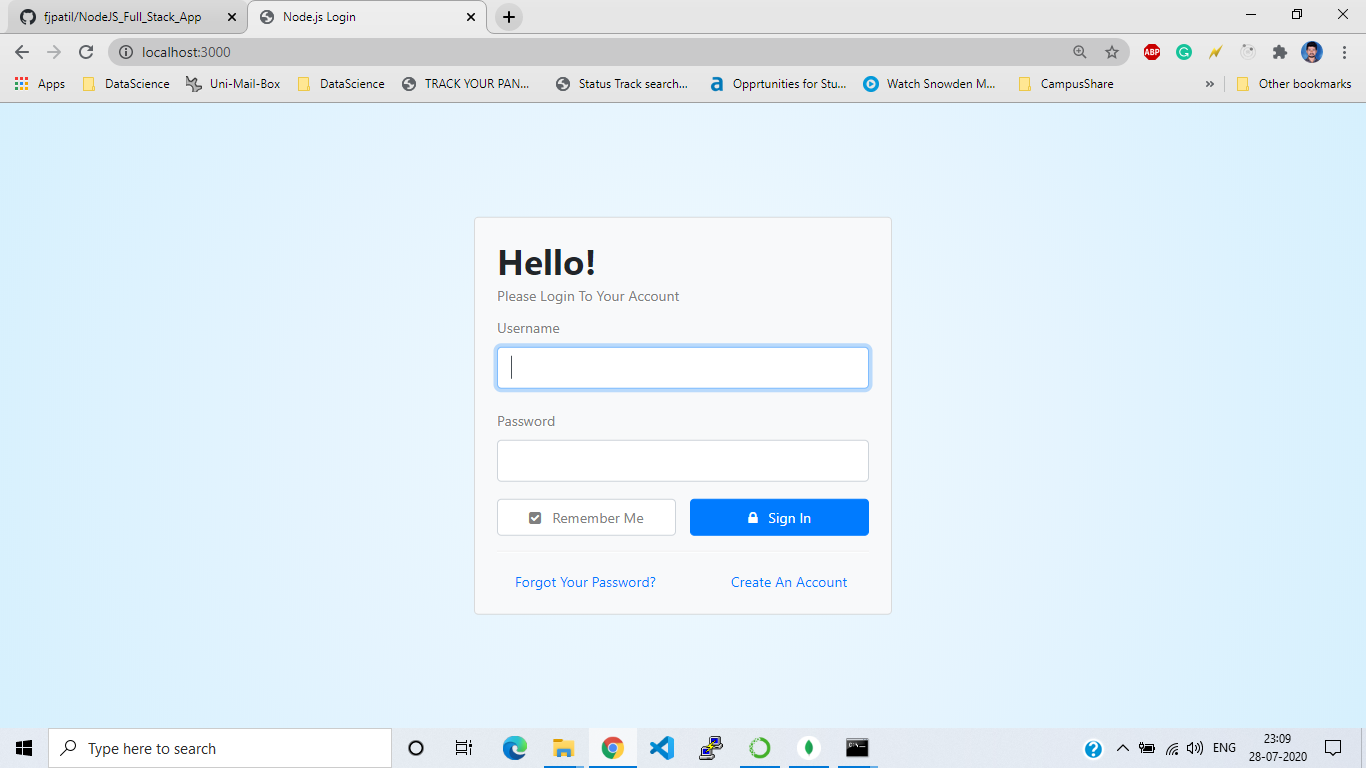 fjpatil/NodeJS_Full_Stack_App
Node.js Login
localhost:3000
ABP
Apps
DataScience
Uni-Mail-Box
DataScience
TRACK YOUR PAN...
Status Track search...
Opprtunities for Stu...
Watch Snowden M...
CampusShare
Other bookmarks
Hello!
Please Login To Your Account
Username
Password
Remember Me
Sign In
Forgot Your Password?
Create An Account
Type here to search
ENG
23:09
28-07-2020